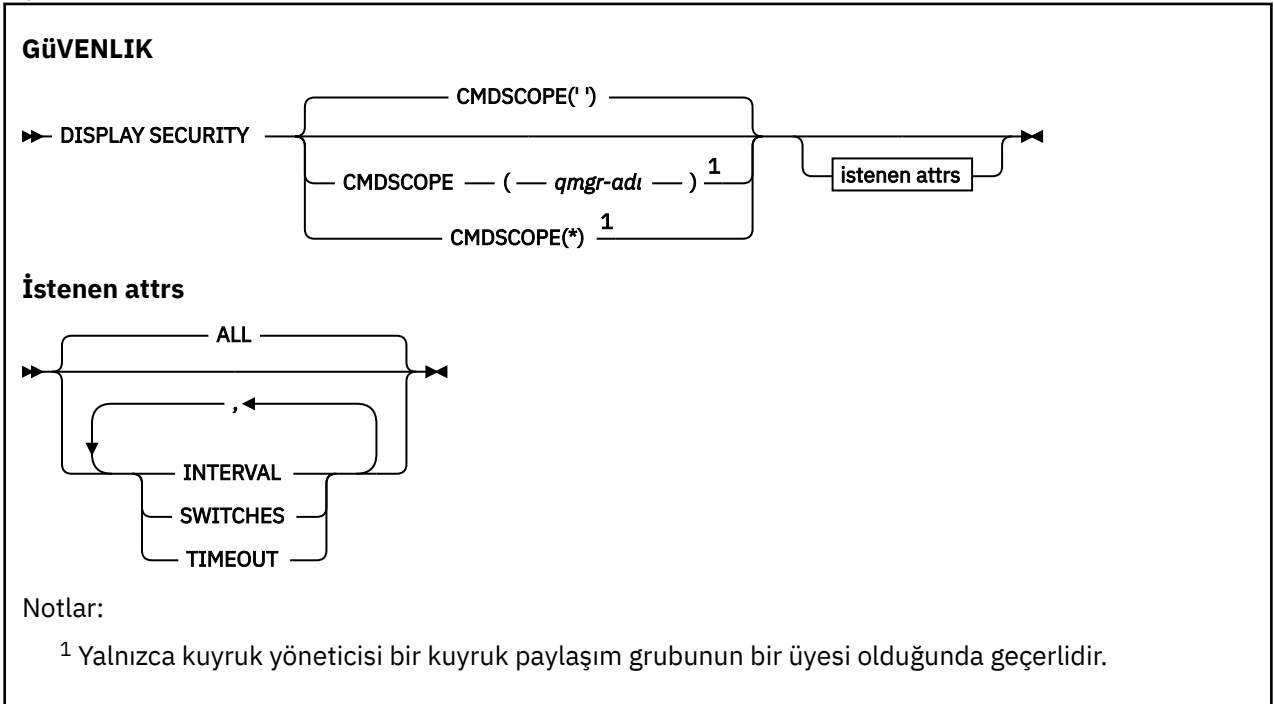 GüVENLIK
CMDSCOPE(' ')
DISPLAY SECURITY
CMDSCOPE ( qmgr-adı ) 1
istenen attrs
CMDSCOPE(*) 1
İstenen attrs
ALL
,
INTERVAL
SWITCHES
TIMEOUT
Notlar:
1 Yalnızca kuyruk yöneticisi bir kuyruk paylaşım grubunun bir üyesi olduğunda geçerlidir.